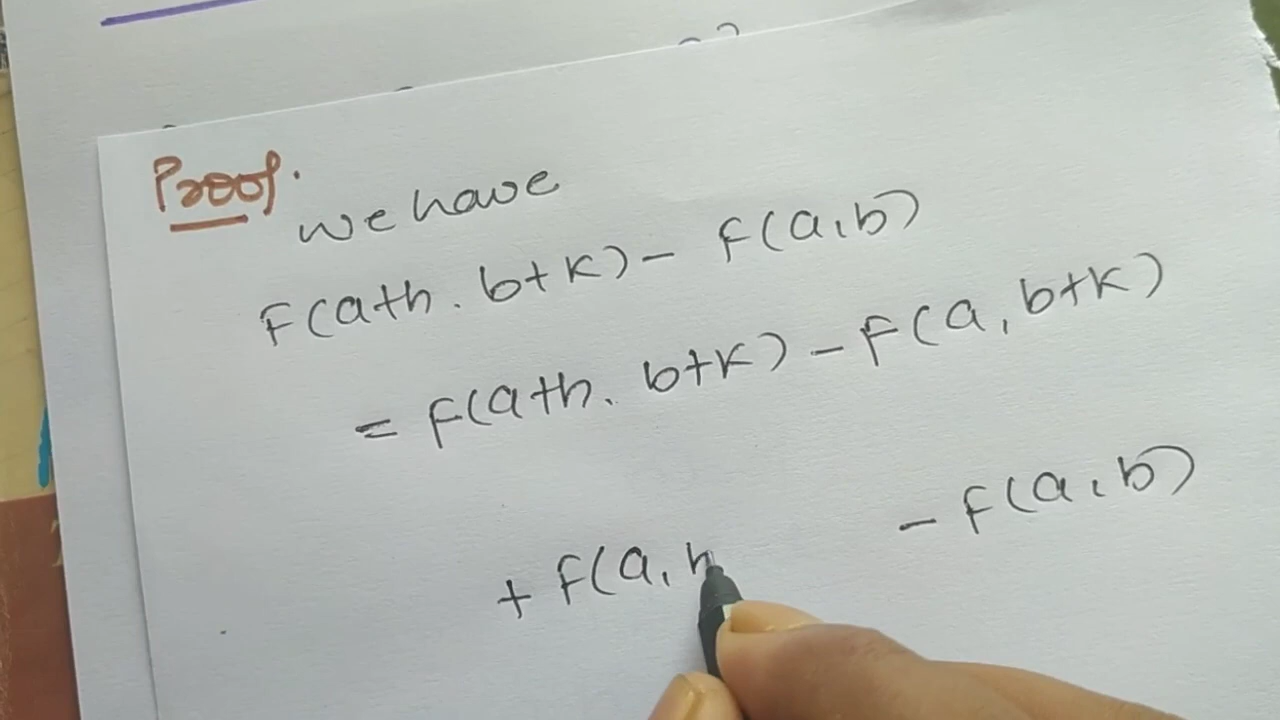 Proof.
we have
F(a+h, b+k) - F(a, b)
= F(a+h, b+k) - F(a, b+k)
- F(a, b)
+ F(a,